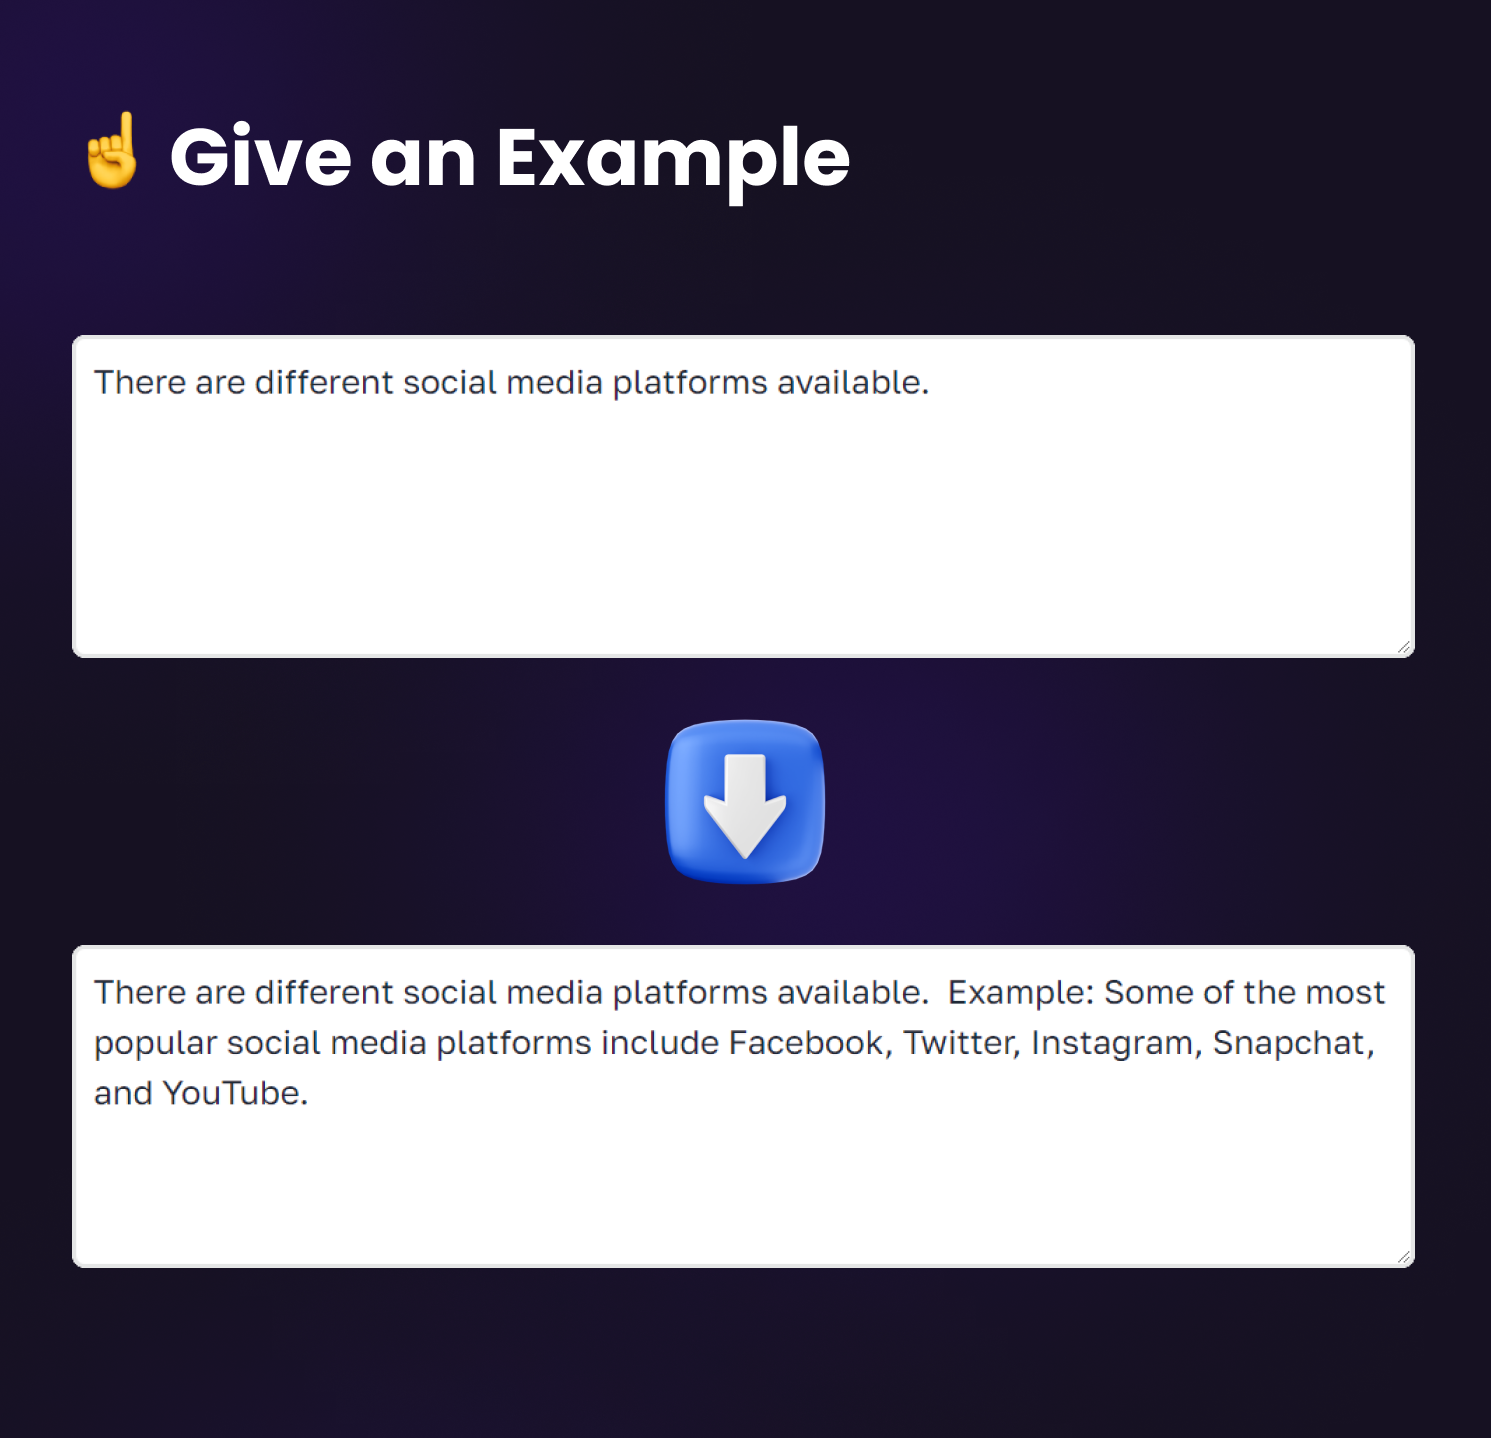 ☝️ Give an Example
There are different social media platforms available.
There are different social media platforms available.  Example: Some of the most
popular social media platforms include Facebook, Twitter, Instagram, Snapchat,
and YouTube.